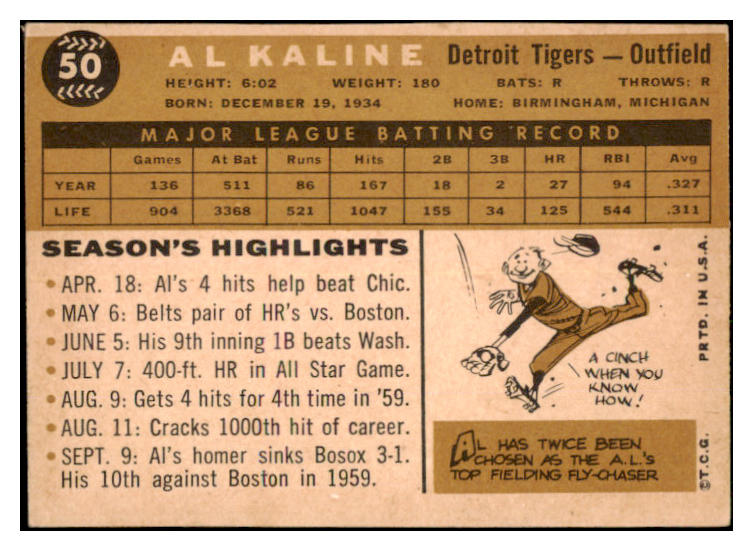 50
AL KALINE Detroit Tigers — Outfield
HEIGHT: 6:02 WEIGHT: 180 BATS: R THROWS: R
BORN: DECEMBER 19, 1934 HOME: BIRMINGHAM, MICHIGAN
MAJOR LEAGUE BATTING RECORD
Games At Bat Runs Hits 2B 3B HR RBI Avg
YEAR 136 511 86 167 18 2 27 94 .327
LIFE 904 3368 521 1047 155 34 125 544 .311
SEASON'S HIGHLIGHTS
• APR. 18: Al's 4 hits help beat Chic.
• MAY 6: Belts pair of HR's vs. Boston.
• JUNE 5: His 9th inning 1B beats Wash.
• JULY 7: 400-ft. HR in All Star Game.
• AUG. 9: Gets 4 hits for 4th time in '59.
• AUG. 11: Cracks 1000th hit of career.
• SEPT. 9: Al's homer sinks Bosox 3-1.
His 10th against Boston in 1959.
A CINCH
WHEN YOU
KNOW
HOW!
AL HAS TWICE BEEN
CHOSEN AS THE A.L.'S
TOP FIELDING FLY-CHASER
©T.C.G. PRTD. IN U.S.A.